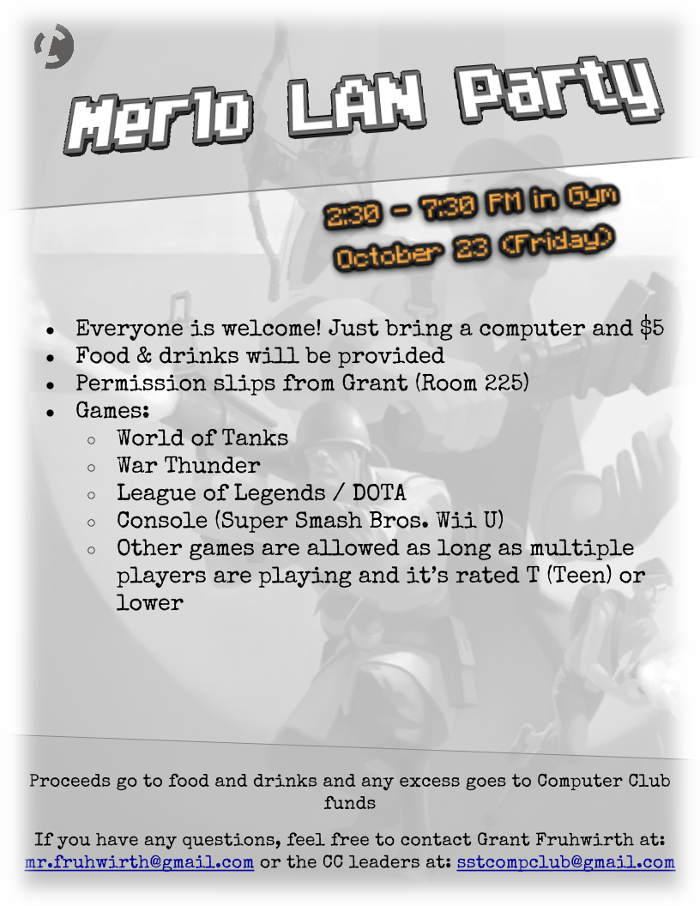 Merlo LAN Party
2:30 - 7:30 PM in Gym
October 23 (Friday)
• Everyone is welcome! Just bring a computer and $5
• Food & drinks will be provided
• Permission slips from Grant (Room 225)
• Games:
○ World of Tanks
○ War Thunder
○ League of Legends / DOTA
○ Console (Super Smash Bros. Wii U)
○ Other games are allowed as long as multiple
players are playing and it's rated T (Teen) or
lower
Proceeds go to food and drinks and any excess goes to Computer Club
funds
If you have any questions, feel free to contact Grant Fruhwirth at:
mr.fruhwirth@gmail.com or the CC leaders at: sstcompclub@gmail.com